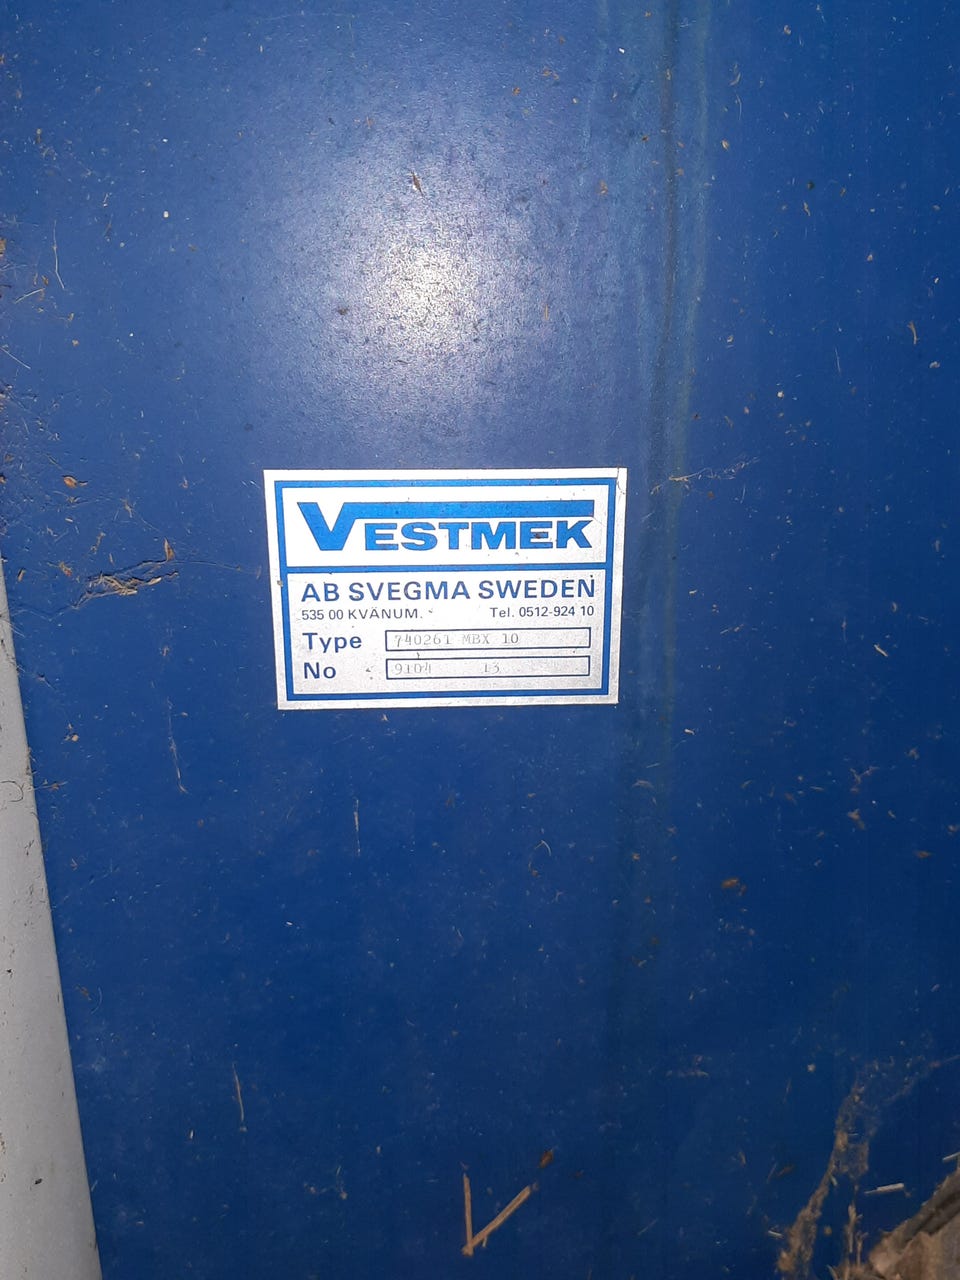 VESTMEK
AB SVEGMA SWEDEN
535 00 KVÄNUM. Tel. 0512-924 10
Type 740261 MBX 10
No 9104 13